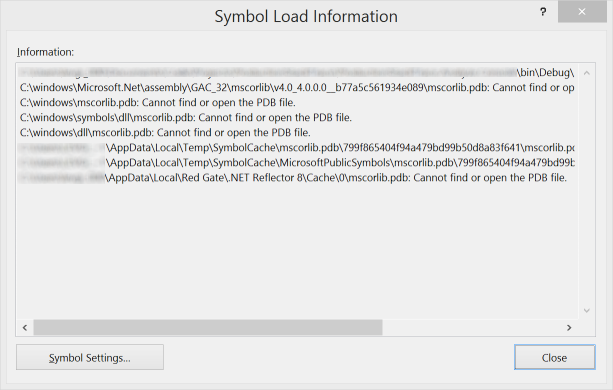 Symbol Load Information
?
Information:
\bin\Debug\
C:\windows\Microsoft.Net\assembly\GAC_32\mscorlib\v4.0_4.0.0.0__b77a5c561934e089\mscorlib.pdb: Cannot find or op
C:\windows\mscorlib.pdb: Cannot find or open the PDB file.
C:\windows\symbols\dll\mscorlib.pdb: Cannot find or open the PDB file.
C:\windows\dll\mscorlib.pdb: Cannot find or open the PDB file.
\AppData\Local\Temp\SymbolCache\mscorlib.pdb\799f865404f94a479bd99b50d8a83f641\mscorlib.pd
\AppData\Local\Temp\SymbolCache\MicrosoftPublicSymbols\mscorlib.pdb\799f865404f94a479bd99b
\AppData\Local\Red Gate\.NET Reflector 8\Cache\0\mscorlib.pdb: Cannot find or open the PDB file.
Symbol Settings... Close